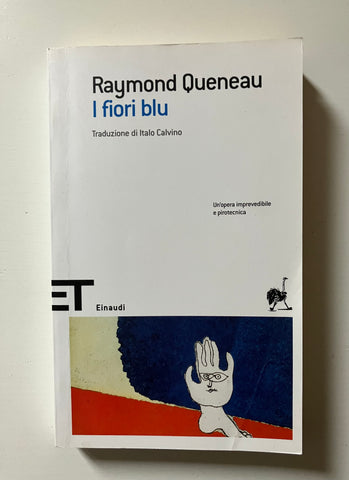 Raymond Queneau
I fiori blu
Traduzione di Italo Calvino
Un'opera imprevedibile
e pirotecnica
ET
Einaudi